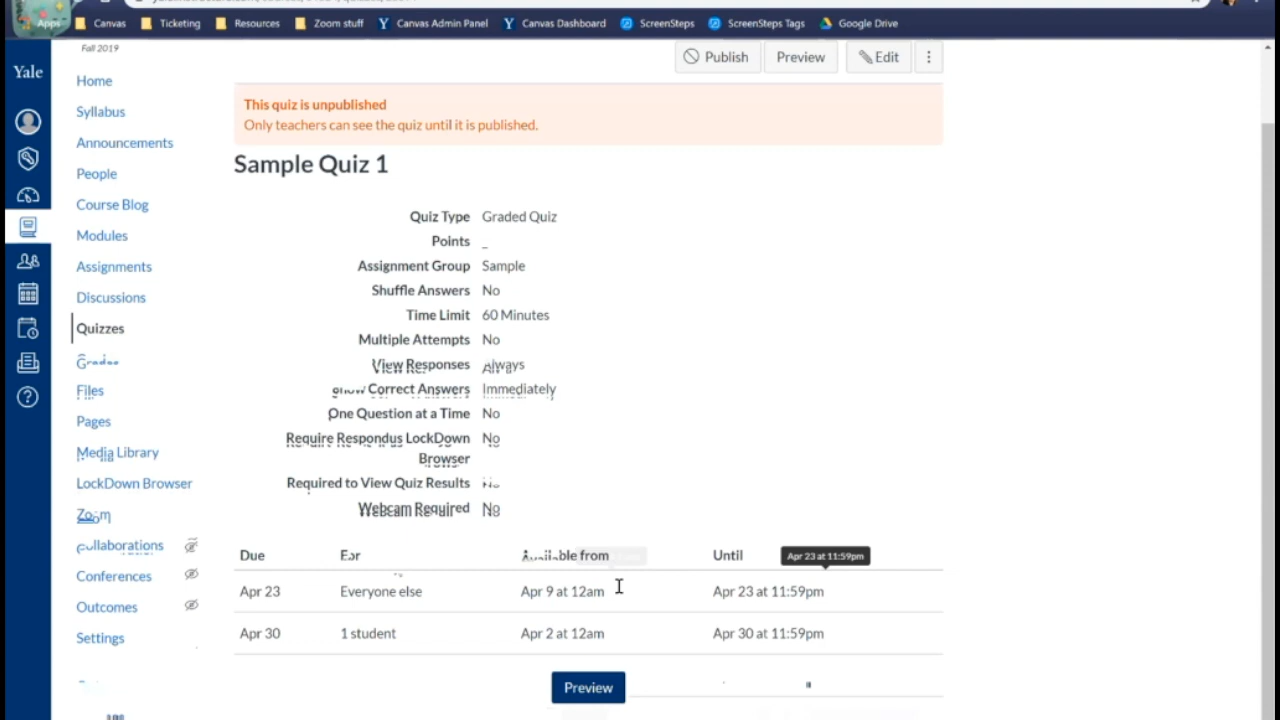 Apps Canvas Ticketing Resources Zoom stuff Canvas Admin Panel Canvas Dashboard ScreenSteps ScreenSteps Tags Google Drive
Yale
Fall 2019
Home
Syllabus
Announcements
People
Course Blog
Modules
Assignments
Discussions
Quizzes
Grades
Files
Pages
Media Library
LockDown Browser
Zoom
Collaborations
Conferences
Outcomes
Settings
Publish Preview Edit
This quiz is unpublished
Only teachers can see the quiz until it is published.
Sample Quiz 1
Quiz Type Graded Quiz
Points _
Assignment Group Sample
Shuffle Answers No
Time Limit 60 Minutes
Multiple Attempts No
View Responses Always
Show Correct Answers Immediately
One Question at a Time No
Require Respondus LockDown No
Browser
Required to View Quiz Results No
Webcam Required No
Due For Available from Until Apr 23 at 11:59pm
Apr 23 Everyone else Apr 9 at 12am Apr 23 at 11:59pm
Apr 30 1 student Apr 2 at 12am Apr 30 at 11:59pm
Preview